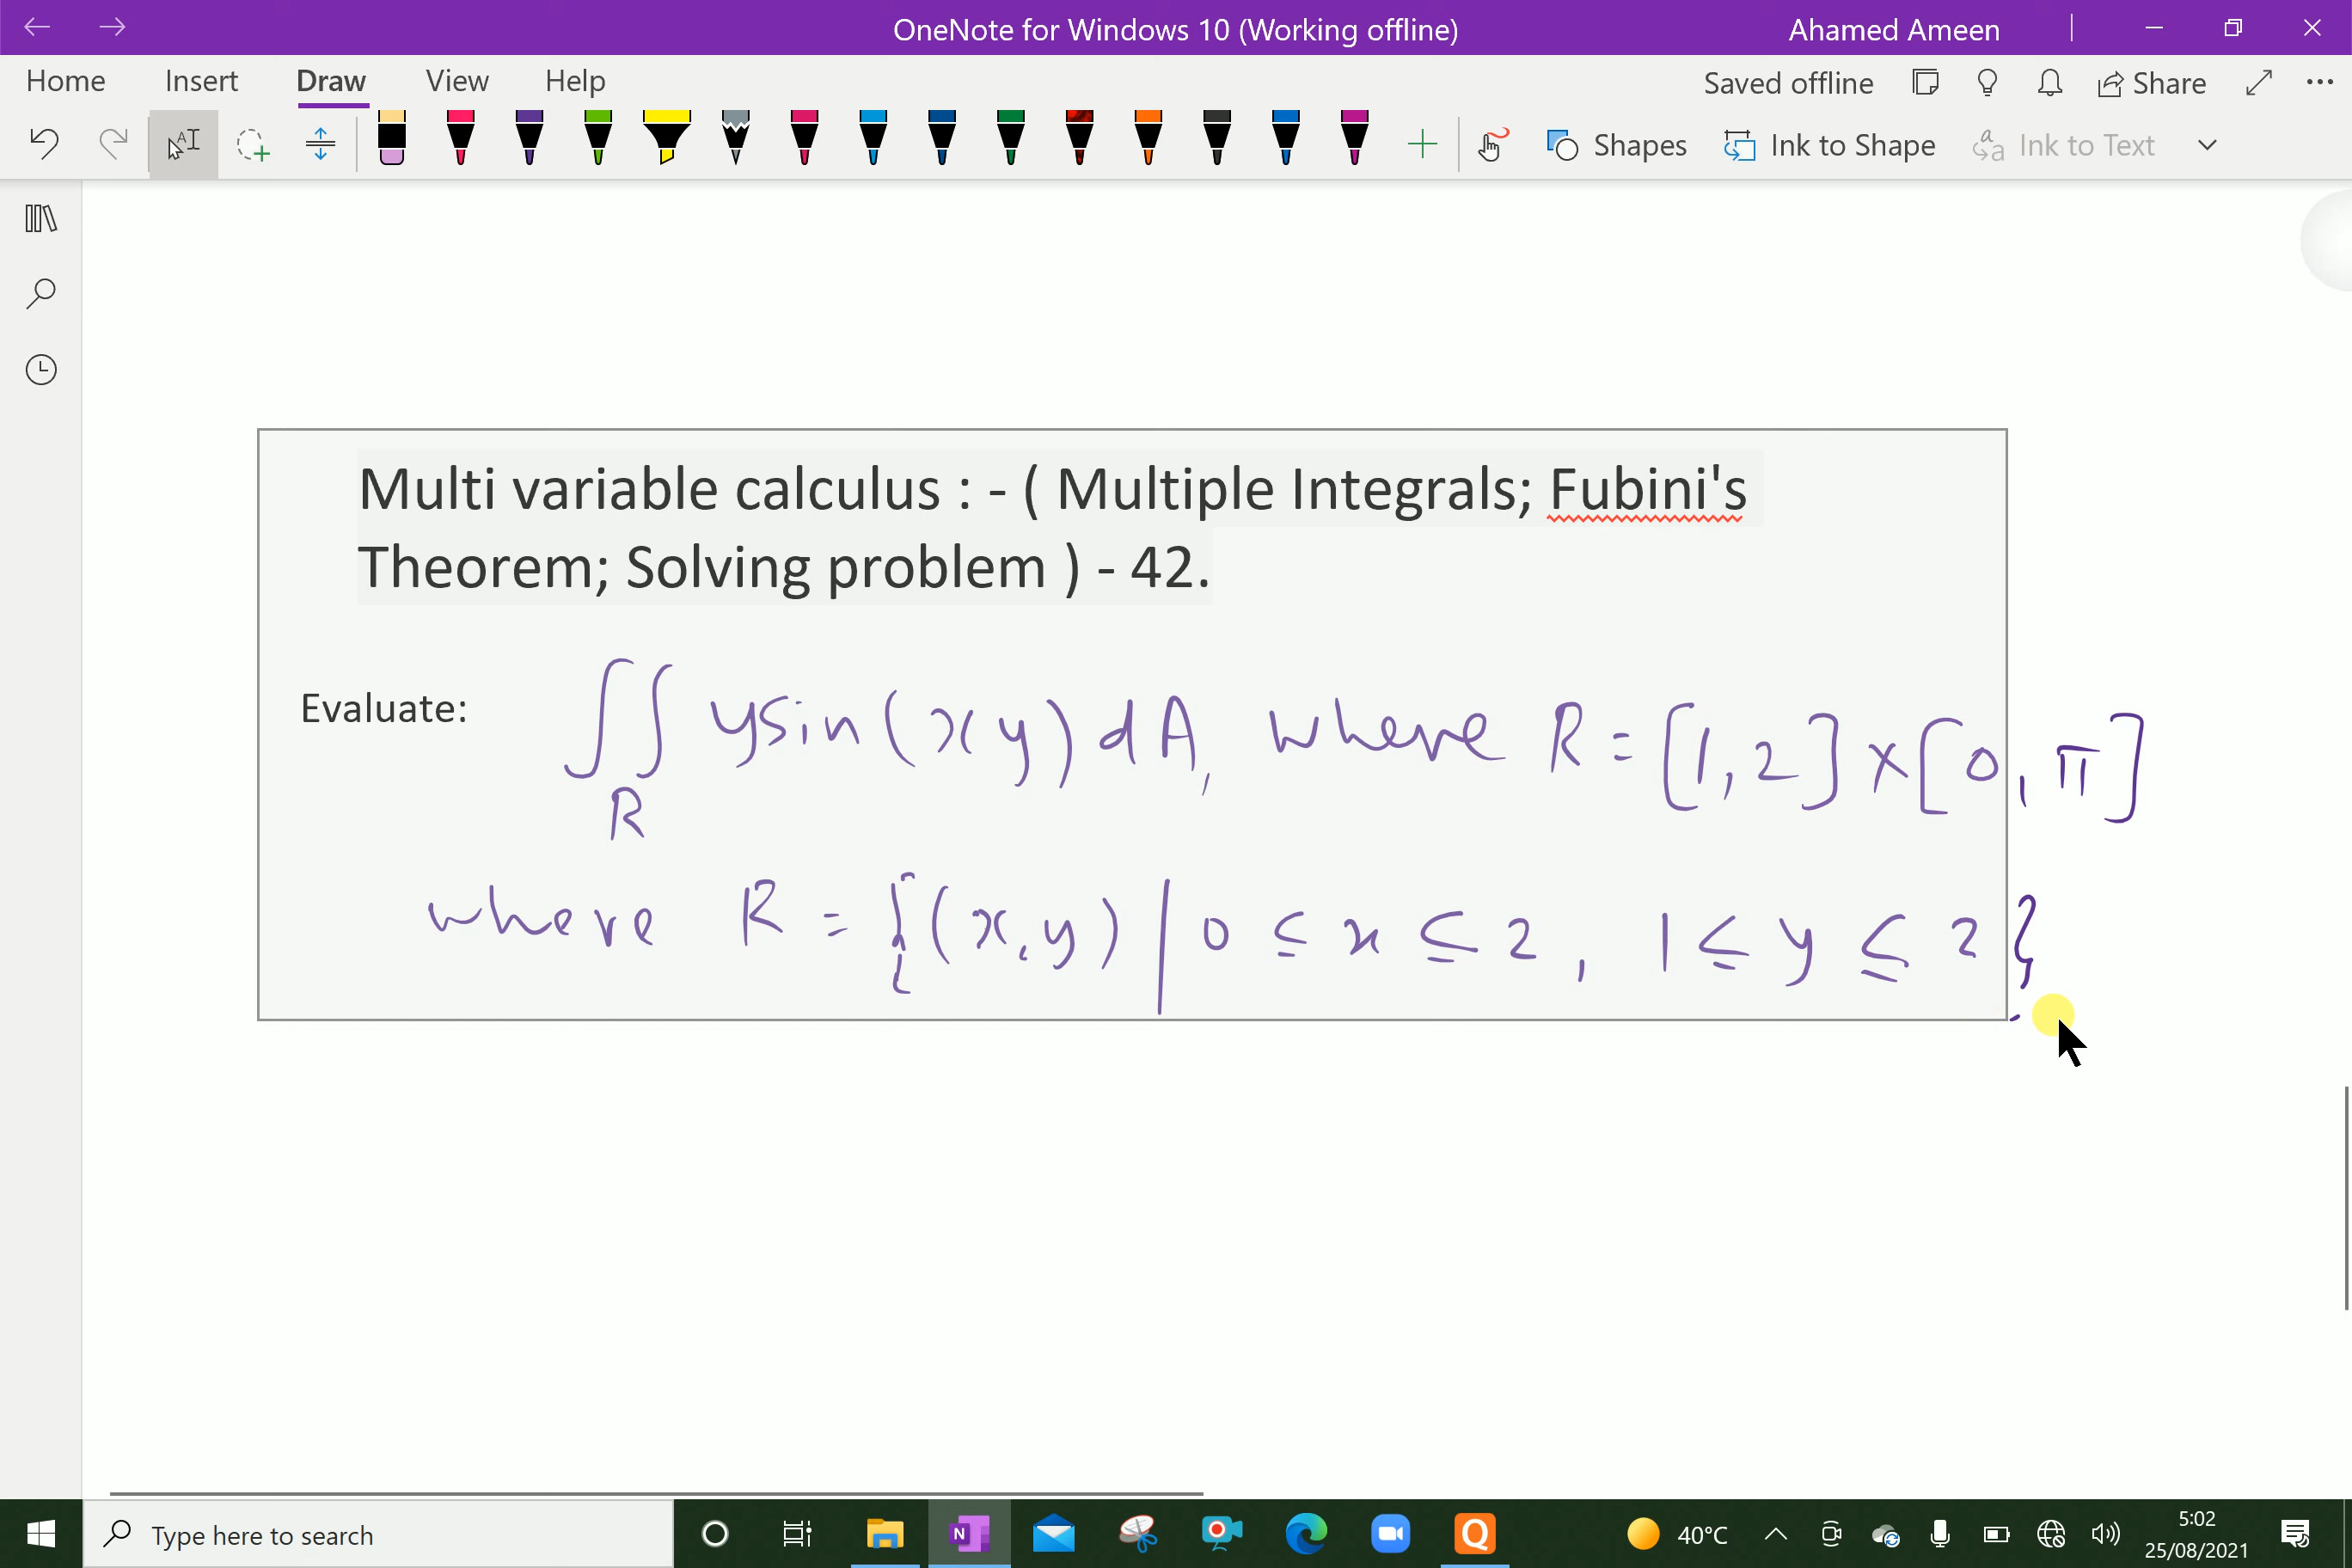 OneNote for Windows 10 (Working offline)
Ahamed Ameen
Home Insert Draw View Help
Saved offline Share
Shapes Ink to Shape Ink to Text
Multi variable calculus : - ( Multiple Integrals; Fubini's
Theorem; Solving problem ) - 42.
Evaluate: ∬_R ysin(xy)dA, where R = [1,2]×[0,π]
where R = {(x,y) | 0 ≤ x ≤ 2, 1 ≤ y ≤ 2}.
Type here to search
40°C
5:02
25/08/2021